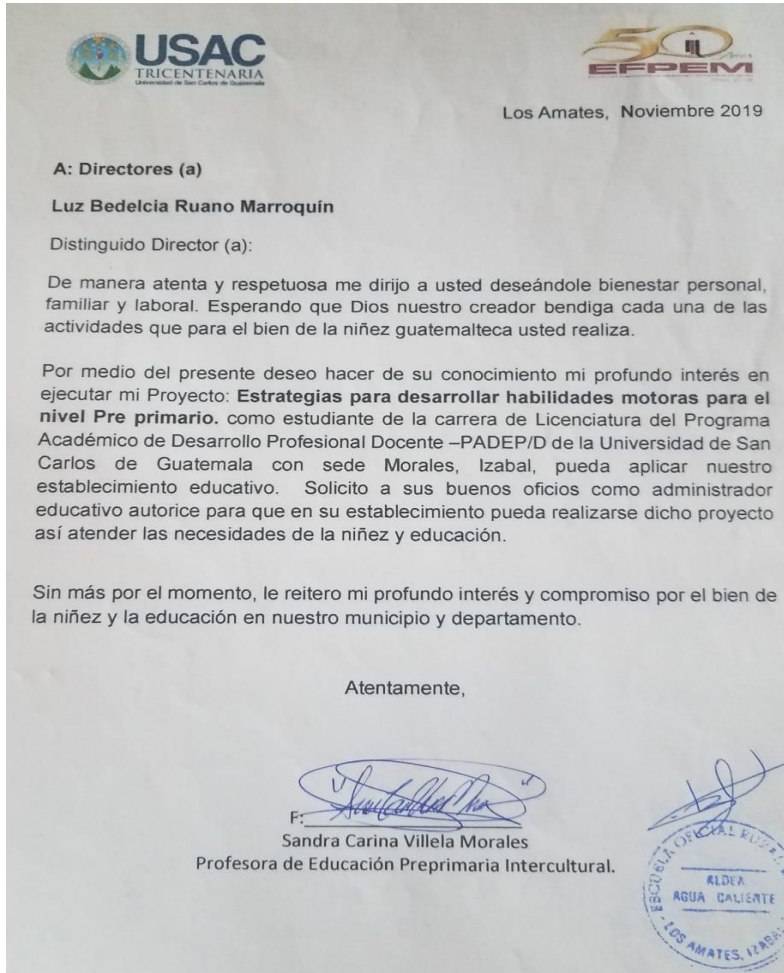 USAC
TRICENTENARIA
Universidad de San Carlos de Guatemala
50 Años
EFPEM
Los Amates, Noviembre 2019
A: Directores (a)
Luz Bedelcia Ruano Marroquín
Distinguido Director (a):
De manera atenta y respetuosa me dirijo a usted deseándole bienestar personal,
familiar y laboral. Esperando que Dios nuestro creador bendiga cada una de las
actividades que para el bien de la niñez guatemalteca usted realiza.
Por medio del presente deseo hacer de su conocimiento mi profundo interés en
ejecutar mi Proyecto: Estrategias para desarrollar habilidades motoras para el
nivel Pre primario. como estudiante de la carrera de Licenciatura del Programa
Académico de Desarrollo Profesional Docente –PADEP/D de la Universidad de San
Carlos de Guatemala con sede Morales, Izabal, pueda aplicar nuestro
establecimiento educativo. Solicito a sus buenos oficios como administrador
educativo autorice para que en su establecimiento pueda realizarse dicho proyecto
así atender las necesidades de la niñez y educación.
Sin más por el momento, le reitero mi profundo interés y compromiso por el bien de
la niñez y la educación en nuestro municipio y departamento.
Atentamente,
F:
Sandra Carina Villela Morales
Profesora de Educación Preprimaria Intercultural.
ESCUELA OFICIAL
ALDEA
AGUA CALIENTE
LOS AMATES,